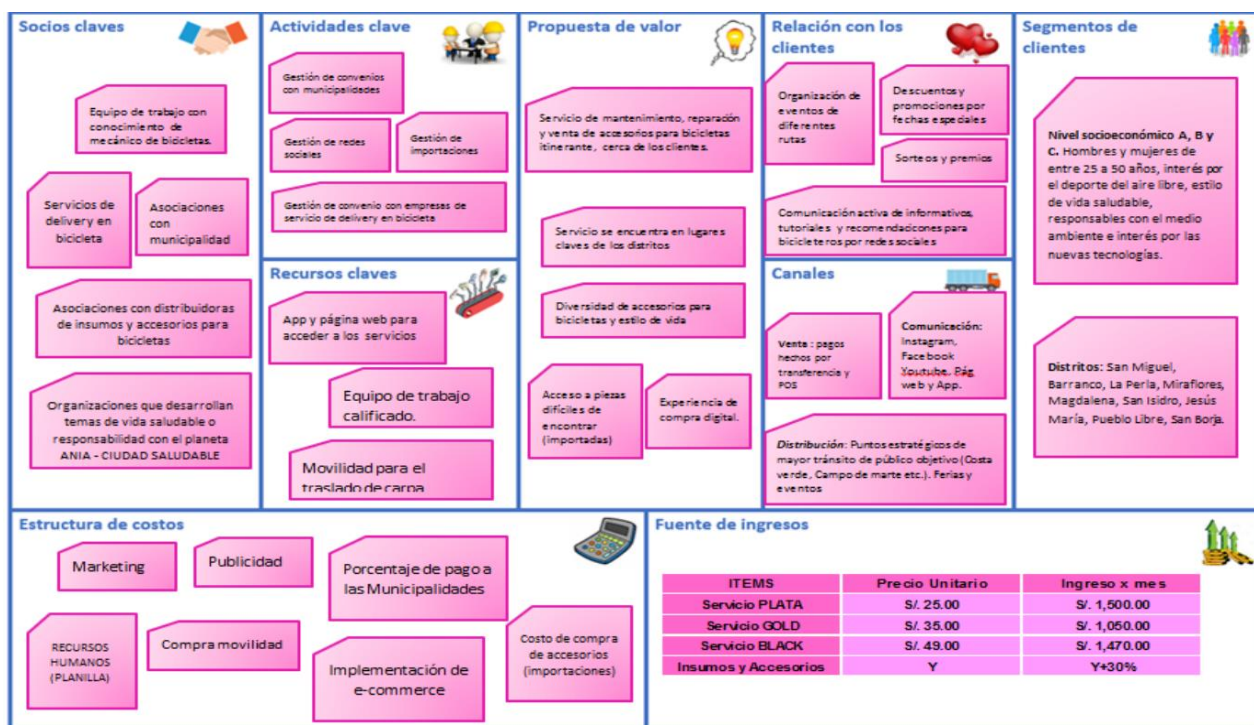 Socios claves
Equipo de trabajo con
conocimiento de
mecánico de bicicletas.
Servicios de
delivery en
bicicleta
Asociaciones
con
municipalidad
Asociaciones con distribuidoras
de insumos y accesorios para
bicicletas
Organizaciones que desarrollan
temas de vida saludable o
responsabilidad con el planeta
ANIA - CIUDAD SALUDABLE
Actividades clave
Gestión de convenios
con municipalidades
Gestión de redes
sociales
Gestión de
importaciones
Gestión de convenio con empresas de
servicio de delivery en bicicleta
Recursos claves
App y página web para
acceder a los servicios
Equipo de trabajo
calificado.
Movilidad para el
traslado de carpa
Propuesta de valor
Servicio de mantenimiento, reparación
y venta de accesorios para bicicletas
itinerante, cerca de los clientes.
Servicio se encuentra en lugares
claves de los distritos
Diversidad de accesorios para
bicicletas y estilo de vida
Acceso a piezas
difíciles de
encontrar
(importadas)
Experiencia de
compra digital.
Relación con los
clientes
Organización de
eventos de
diferentes
rutas
Descuentos y
promociones por
fechas especiales
Sorteos y premios
Comunicación activa de informativos,
tutoriales y recomendaciones para
bicicleteros por redes sociales
Canales
Venta : pagos
hechos por
transferencia y
POS
Comunicación:
Instagram,
Facebook
Youtube, Pág
web y App.
Distribución: Puntos estratégicos de
mayor tránsito de público objetivo (Costa
verde, Campo de marte etc.). Ferias y
eventos
Segmentos de
clientes
Nivel socioeconómico A, B y
C. Hombres y mujeres de
entre 25 a 50 años, interés por
el deporte del aire libre, estilo
de vida saludable,
responsables con el medio
ambiente e interés por las
nuevas tecnologías.
Distritos: San Miguel,
Barranco, La Perla, Miraflores,
Magdalena, San Isidro, Jesús
María, Pueblo Libre, San Borja.
Estructura de costos
Marketing
Publicidad
Porcentaje de pago a
las Municipalidades
RECURSOS
HUMANOS
(PLANILLA)
Compra movilidad
Implementación de
e-commerce
Costo de compra
de accesorios
(importaciones)
Fuente de ingresos
ITEMS Precio Unitario Ingreso x mes
Servicio PLATA S/. 25.00 S/. 1,500.00
Servicio GOLD S/. 35.00 S/. 1,050.00
Servicio BLACK S/. 49.00 S/. 1,470.00
Insumos y Accesorios Y Y+30%